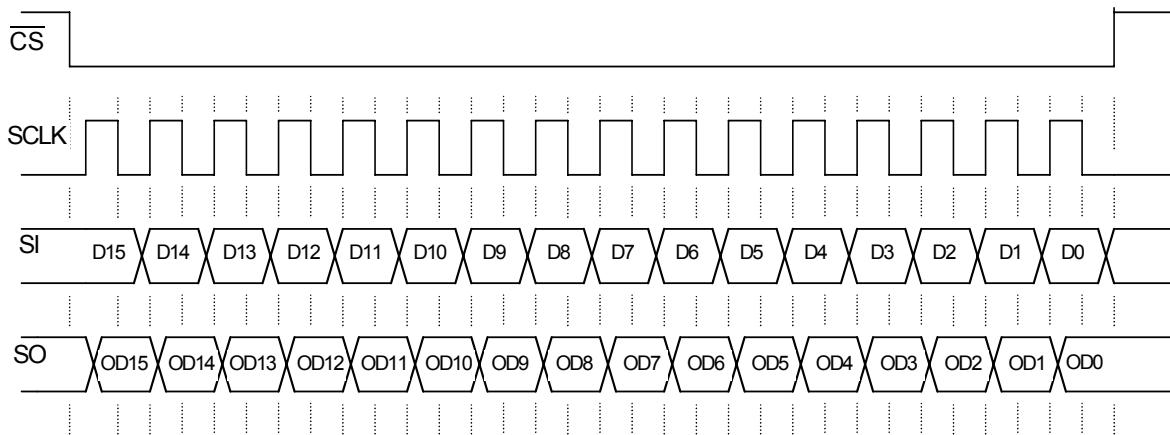 CS
SCLK
SI D15 D14 D13 D12 D11 D10 D9 D8 D7 D6 D5 D4 D3 D2 D1 D0
SO OD15 OD14 OD13 OD12 OD11 OD10 OD9 OD8 OD7 OD6 OD5 OD4 OD3 OD2 OD1 OD0